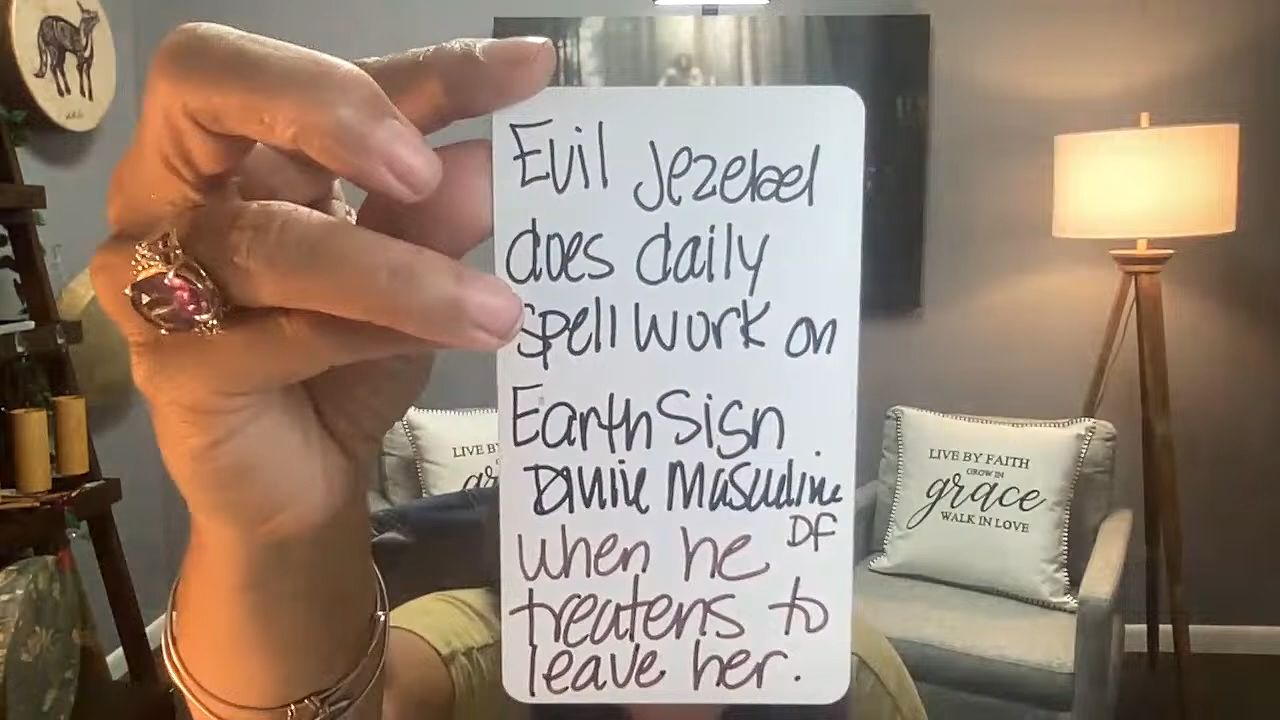 Evil Jezebel
does daily
spell work on
Earth Sign
Divine Masculine
DF
when he
treatens to
leave her.
LIVE BY FAITH
GROW IN
grace
WALK IN LOVE
LIVE BY
gr